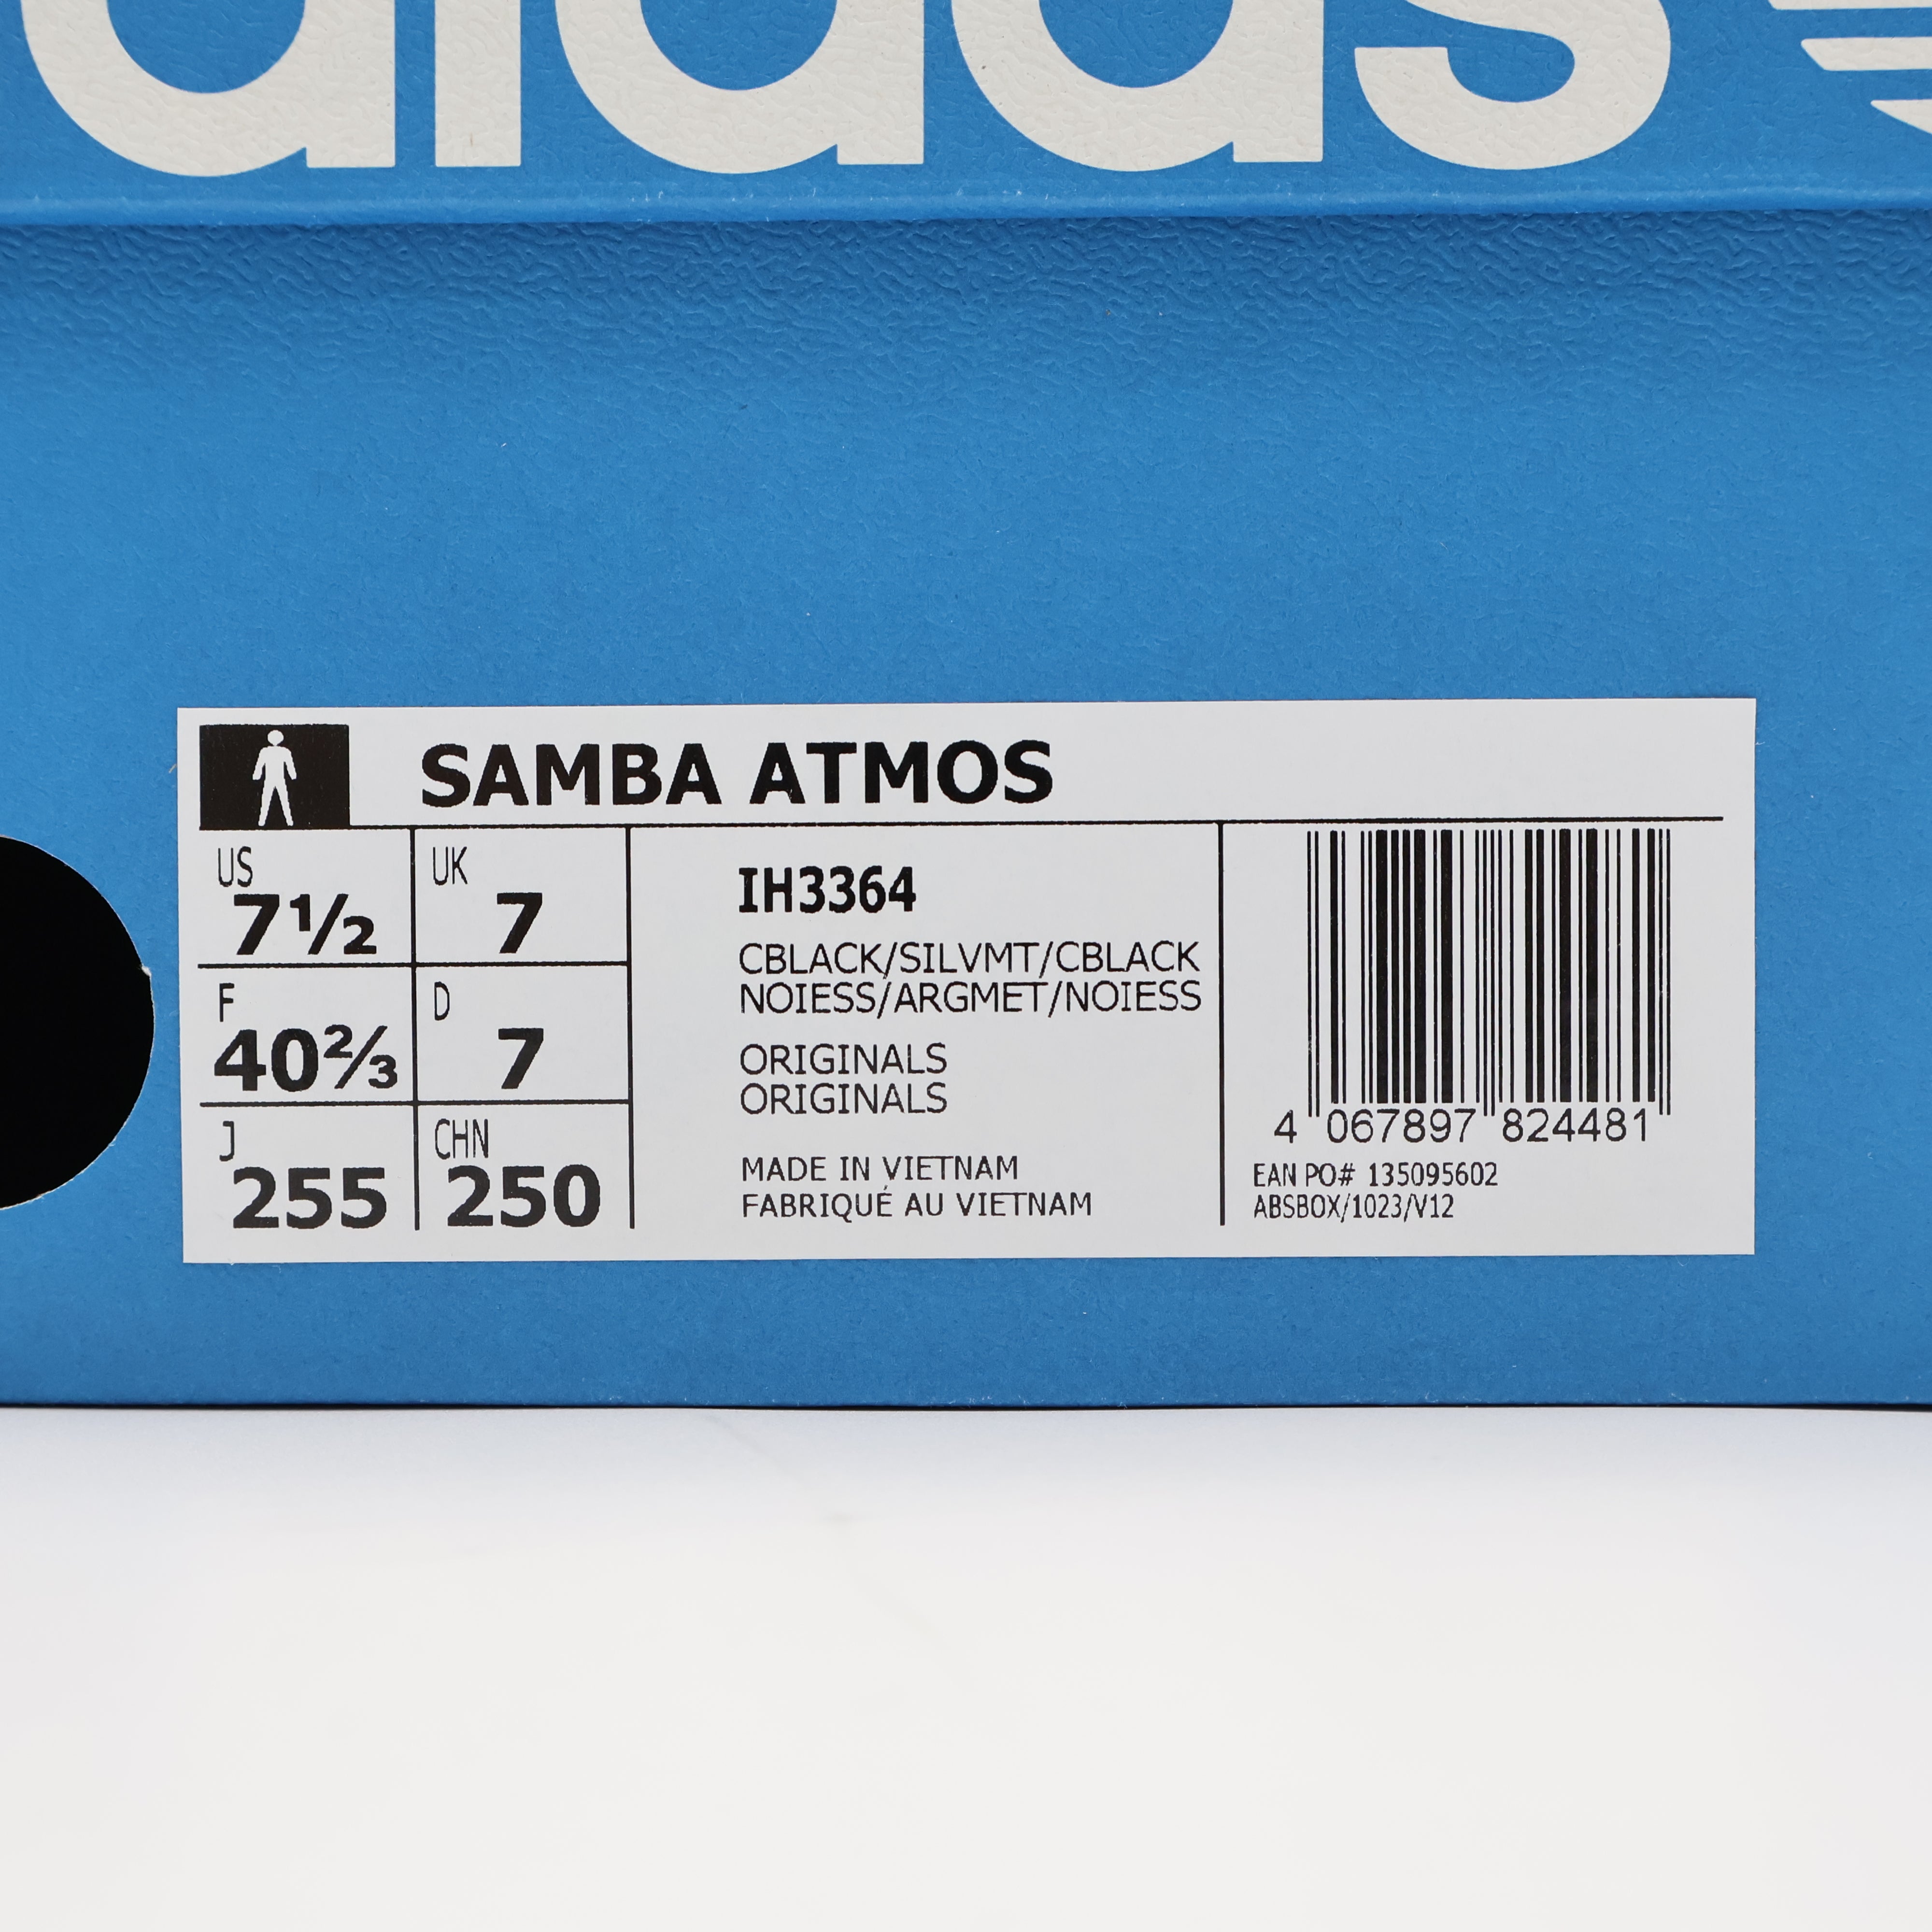 adidas
SAMBA ATMOS
US
7½
UK
7
F
40⅔
D
7
J
255
CHN
250
IH3364
CBLACK/SILVMT/CBLACK
NOIESS/ARGMET/NOIESS
ORIGINALS
ORIGINALS
MADE IN VIETNAM
FABRIQUÉ AU VIETNAM
4 067897 824481
EAN PO# 135095602
ABSBOX/1023/V12